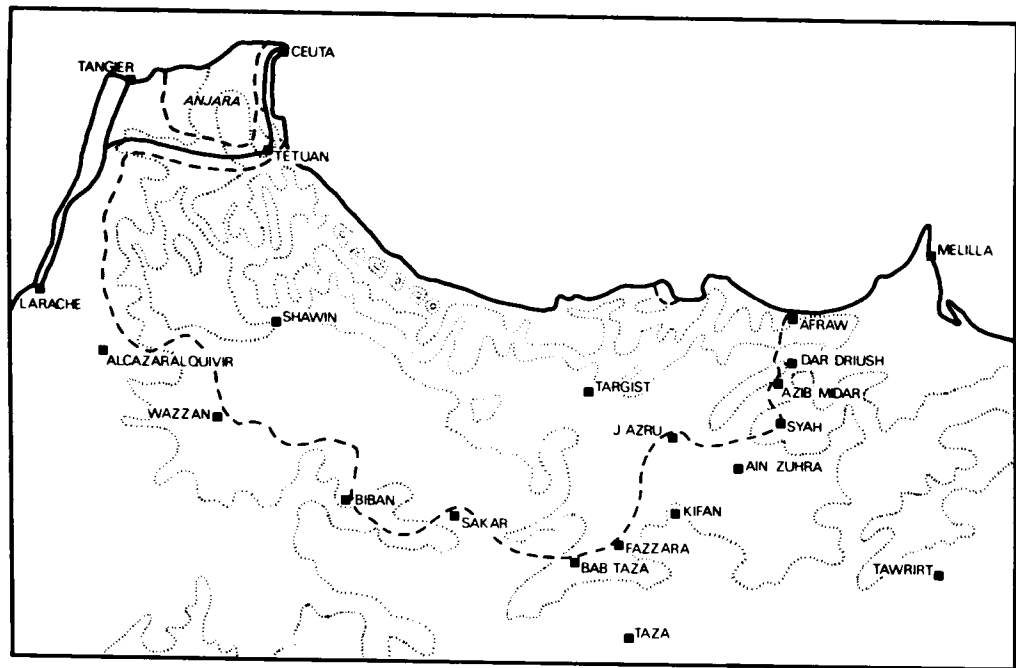 CEUTA
TANGIER
ANJARA
TETUAN
MELILLA
LARACHE
SHAWIN
AFRAW
ALCAZARALQUIVIR
DAR DRIUSH
TARGIST
AZIB MIDAR
WAZZAN
SYAH
J AZRU
AIN ZUHRA
BIBAN
KIFAN
SAKAR
FAZZARA
BAB TAZA
TAWRIRT
TAZA